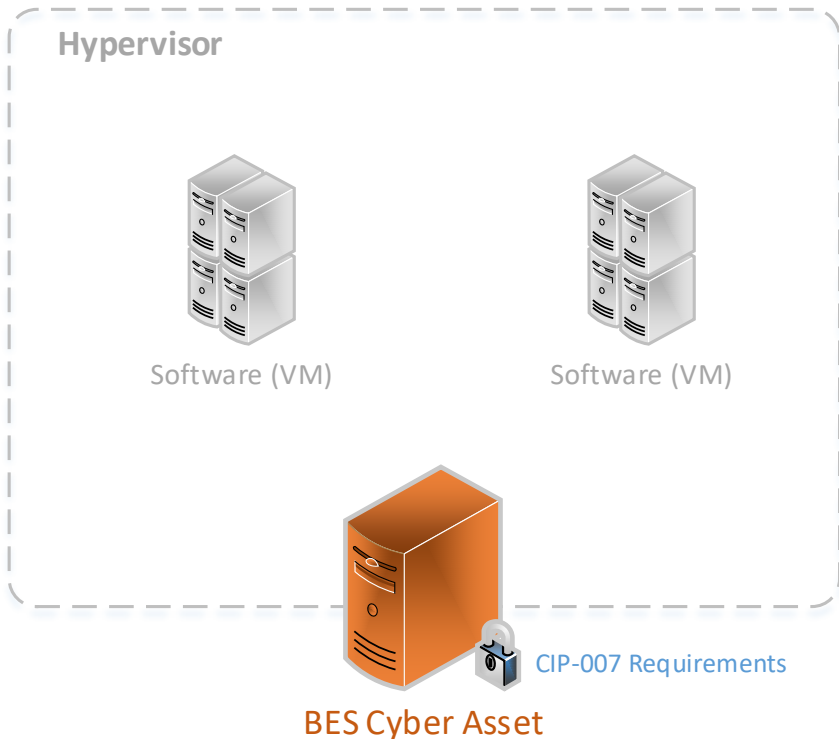 Hypervisor
Software (VM)
Software (VM)
CIP-007 Requirements
BES Cyber Asset